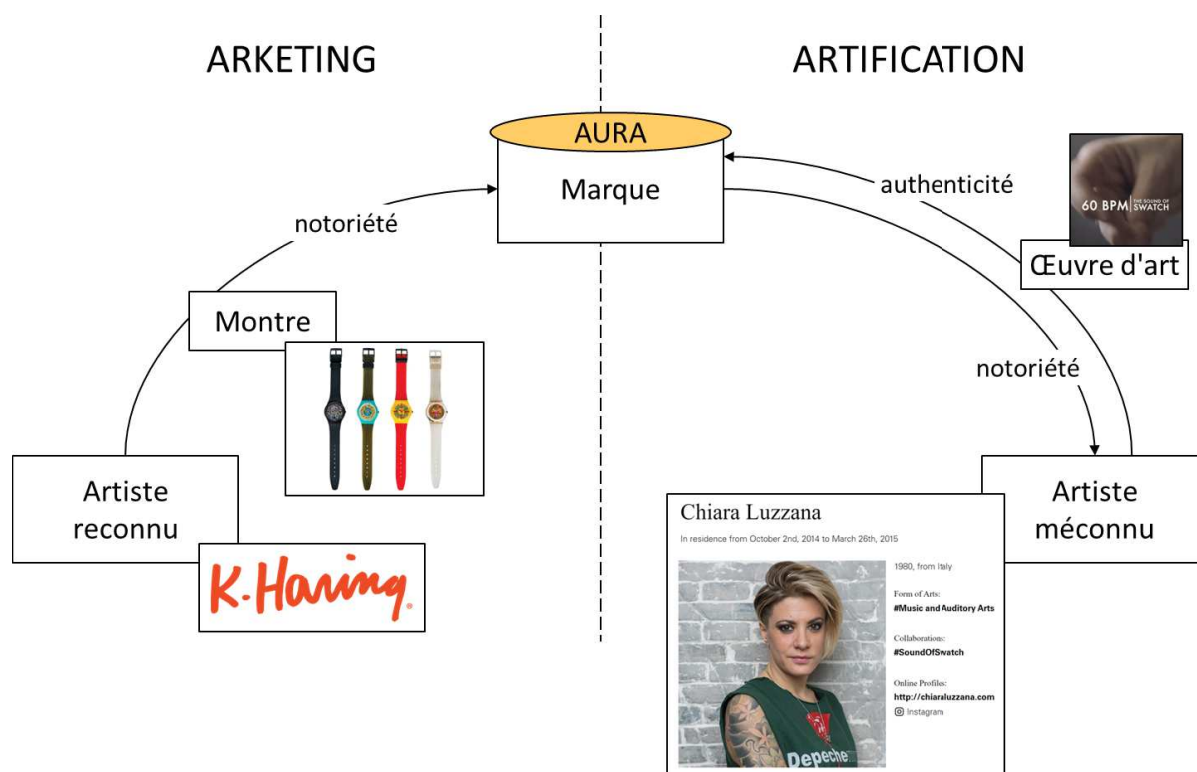 ARKETING
ARTIFICATION
AURA
Marque
notoriété
Montre
Artiste
reconnu
K.Haring
authenticité
60 BPM
THE SOUND OF
SWATCH
Œuvre d'art
notoriété
Artiste
méconnu
Chiara Luzzana
In residence from October 2nd, 2014 to March 26th, 2015
1980, from Italy
Form of Arts:
#Music and Auditory Arts
Collaborations:
#SoundOfSwatch
Online Profiles:
http://chiaraluzzana.com
Instagram
Depeche